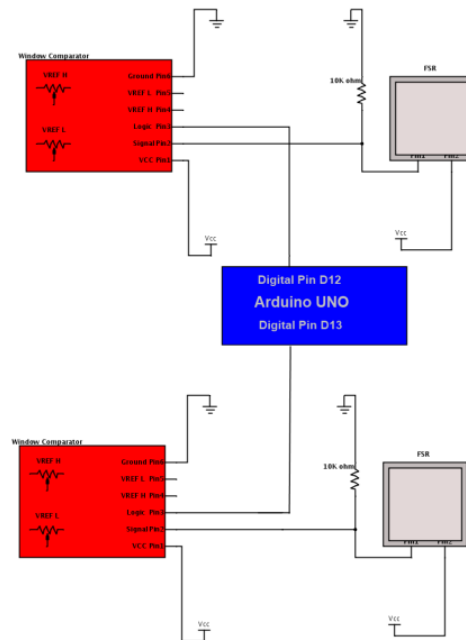 Window Comparator
VREF H
VREF L
Ground Pin6
VREF L Pin5
VREF H Pin4
Logic Pin3
Signal Pin2
VCC Pin1
10K ohm
FSR
Pin1
Pin2
Vcc
Vcc
Digital Pin D12
Arduino UNO
Digital Pin D13
Window Comparator
VREF H
VREF L
Ground Pin6
VREF L Pin5
VREF H Pin4
Logic Pin3
Signal Pin2
VCC Pin1
10K ohm
FSR
Pin1
Pin2
Vcc
Vcc